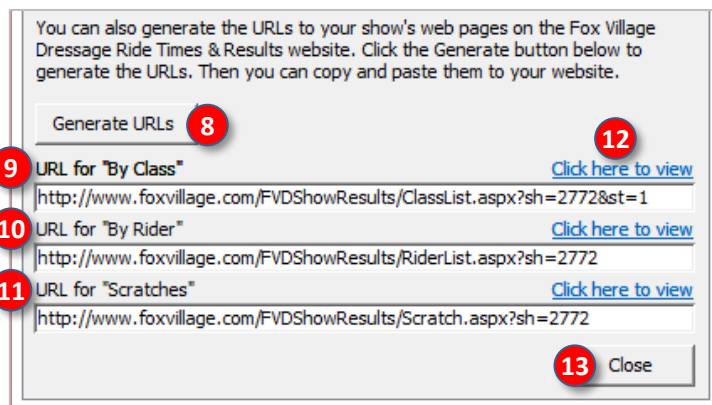 You can also generate the URLs to your show's web pages on the Fox Village
Dressage Ride Times & Results website. Click the Generate button below to
generate the URLs. Then you can copy and paste them to your website.
Generate URLs 8
12
9 URL for "By Class" Click here to view
http://www.foxvillage.com/FVDShowResults/ClassList.aspx?sh=2772&st=1
10 URL for "By Rider" Click here to view
http://www.foxvillage.com/FVDShowResults/RiderList.aspx?sh=2772
11 URL for "Scratches" Click here to view
http://www.foxvillage.com/FVDShowResults/Scratch.aspx?sh=2772
13 Close